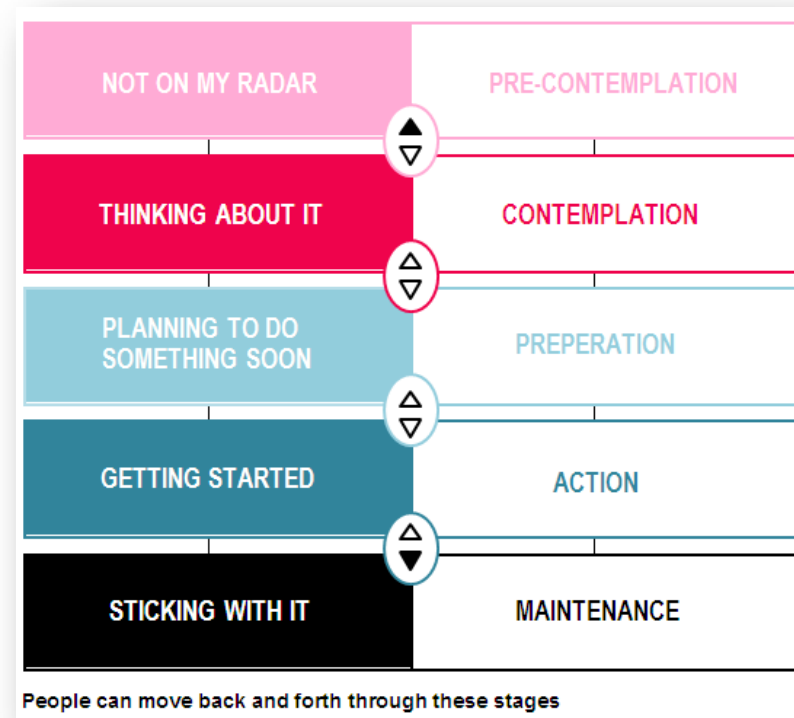 NOT ON MY RADAR
PRE-CONTEMPLATION
THINKING ABOUT IT
CONTEMPLATION
PLANNING TO DO
SOMETHING SOON
PREPERATION
GETTING STARTED
ACTION
STICKING WITH IT
MAINTENANCE
People can move back and forth through these stages